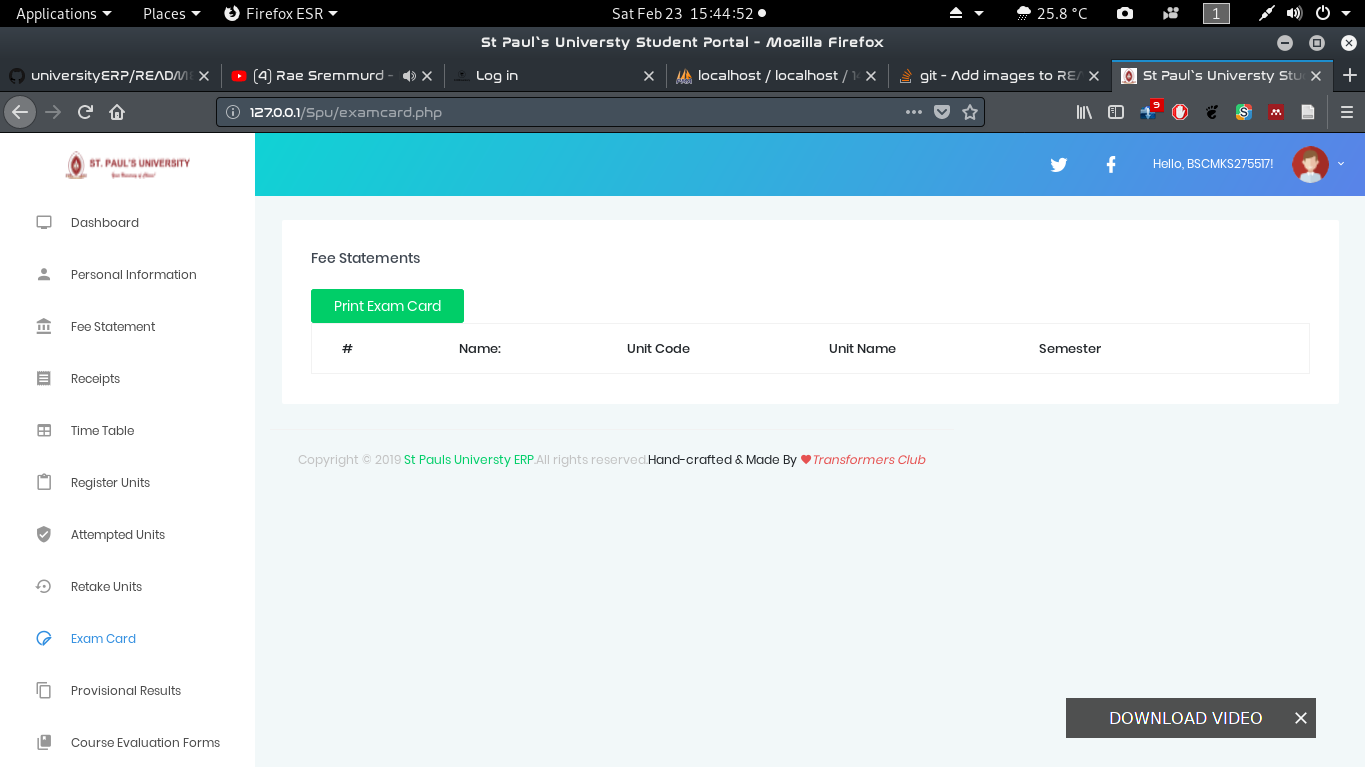 Applications Places Firefox ESR Sat Feb 23 15:44:52 25.8 °C 1
St Paul`s Universty Student Portal - Mozilla Firefox
universityERP/README (4) Rae Sremmurd - Log in localhost / localhost / git - Add images to REA St Paul`s Universty Stu
127.0.0.1/Spu/examcard.php 9
ST. PAUL'S UNIVERSITY
Hello, BSCMKS275517!
Dashboard
Personal Information
Fee Statement
Receipts
Time Table
Register Units
Attempted Units
Retake Units
Exam Card
Provisional Results
Course Evaluation Forms
Fee Statements
Print Exam Card
# Name: Unit Code Unit Name Semester
Copyright © 2019 St Pauls Universty ERP.All rights reserved.Hand-crafted & Made By Transformers Club
DOWNLOAD VIDEO